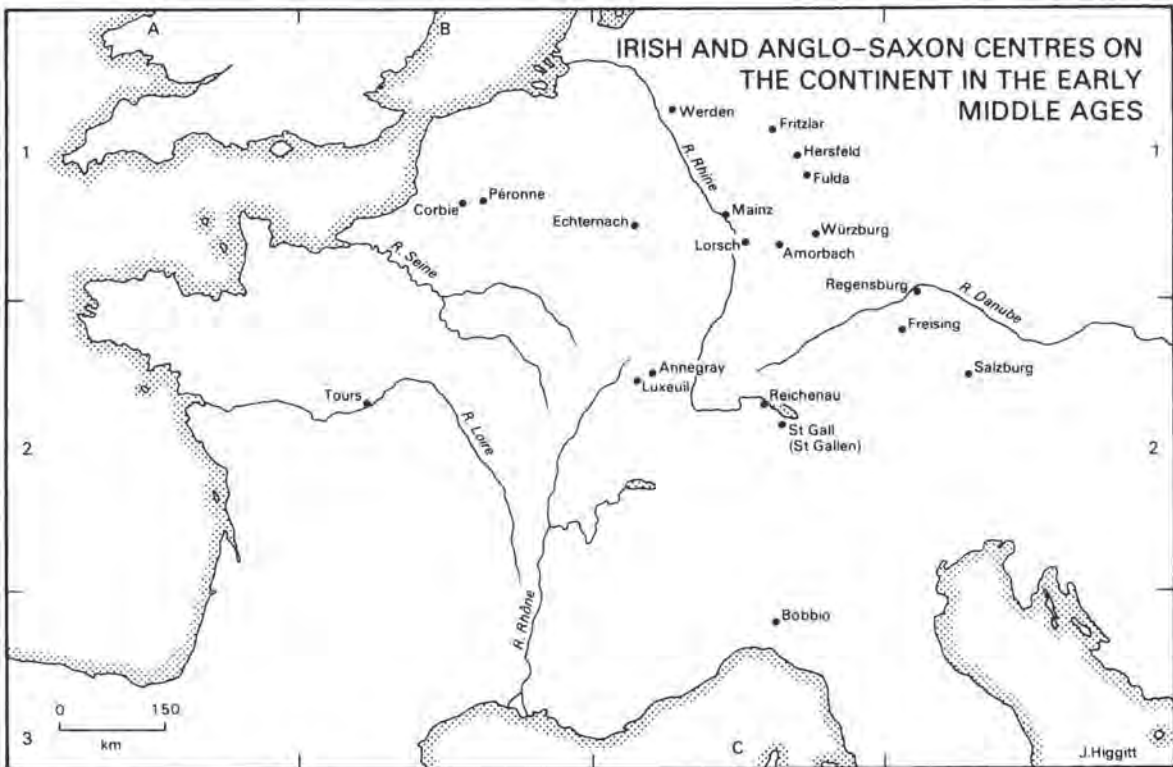 A
B
IRISH AND ANGLO-SAXON CENTRES ON
THE CONTINENT IN THE EARLY
MIDDLE AGES
Werden
Fritzlar
1
Hersfeld
1
R. Rhine
Fulda
Corbie
Péronne
Mainz
Echternach
Würzburg
Lorsch
Amorbach
R. Seine
Regensburg
R. Danube
Freising
Annegray
Luxeuil
Salzburg
Tours
Reichenau
R. Loire
St Gall
(St Gallen)
2
2
R. Rhône
Bobbio
0 150
km
3
C
J.Higgitt